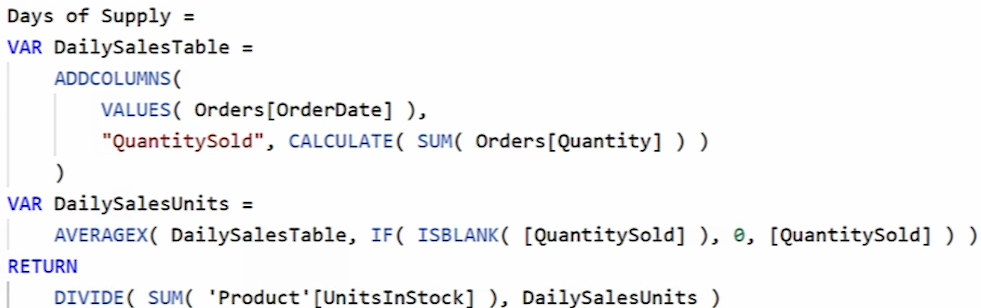 Days of Supply =
VAR DailySalesTable =
ADDCOLUMNS(
VALUES( Orders[OrderDate] ),
"QuantitySold", CALCULATE( SUM( Orders[Quantity] ) )
)
VAR DailySalesUnits =
AVERAGEX( DailySalesTable, IF( ISBLANK( [QuantitySold] ), 0, [QuantitySold] ) )
RETURN
DIVIDE( SUM( 'Product'[UnitsInStock] ), DailySalesUnits )